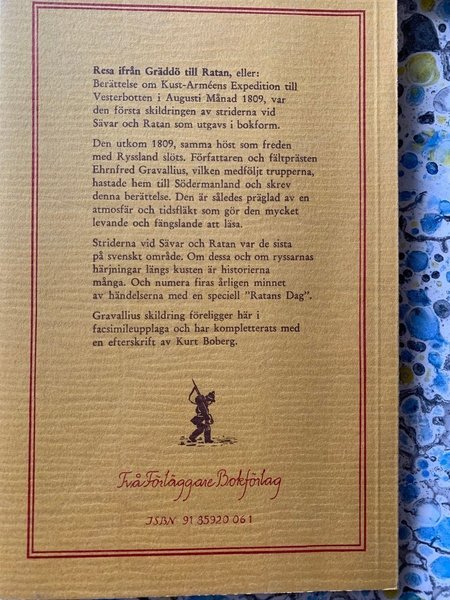 Resa ifrån Gräddö till Ratan, eller:
Berättelse om Kust-Arméens Expedition till
Vesterbotten i Augusti Månad 1809, var
den första skildringen av striderna vid
Sävar och Ratan som utgavs i bokform.
Den utkom 1809, samma höst som freden
med Ryssland slöts. Författaren och fältprästen
Ehrnfred Gravallius, vilken medföljt trupperna,
hastade hem till Södermanland och skrev
denna berättelse. Den är således präglad av en
atmosfär och tidsfläkt som gör den mycket
levande och fängslande att läsa.
Striderna vid Sävar och Ratan var de sista
på svenskt område. Om dessa och om ryssarnas
härjningar längs kusten är historierna
många. Och numera firas årligen minnet
av händelserna med en speciell "Ratans Dag".
Gravallius skildring föreligger här i
facsimileupplaga och har kompletterats med
en efterskrift av Kurt Boberg.
Två Förläggare Bokförlag
ISBN 91 85920 06 1